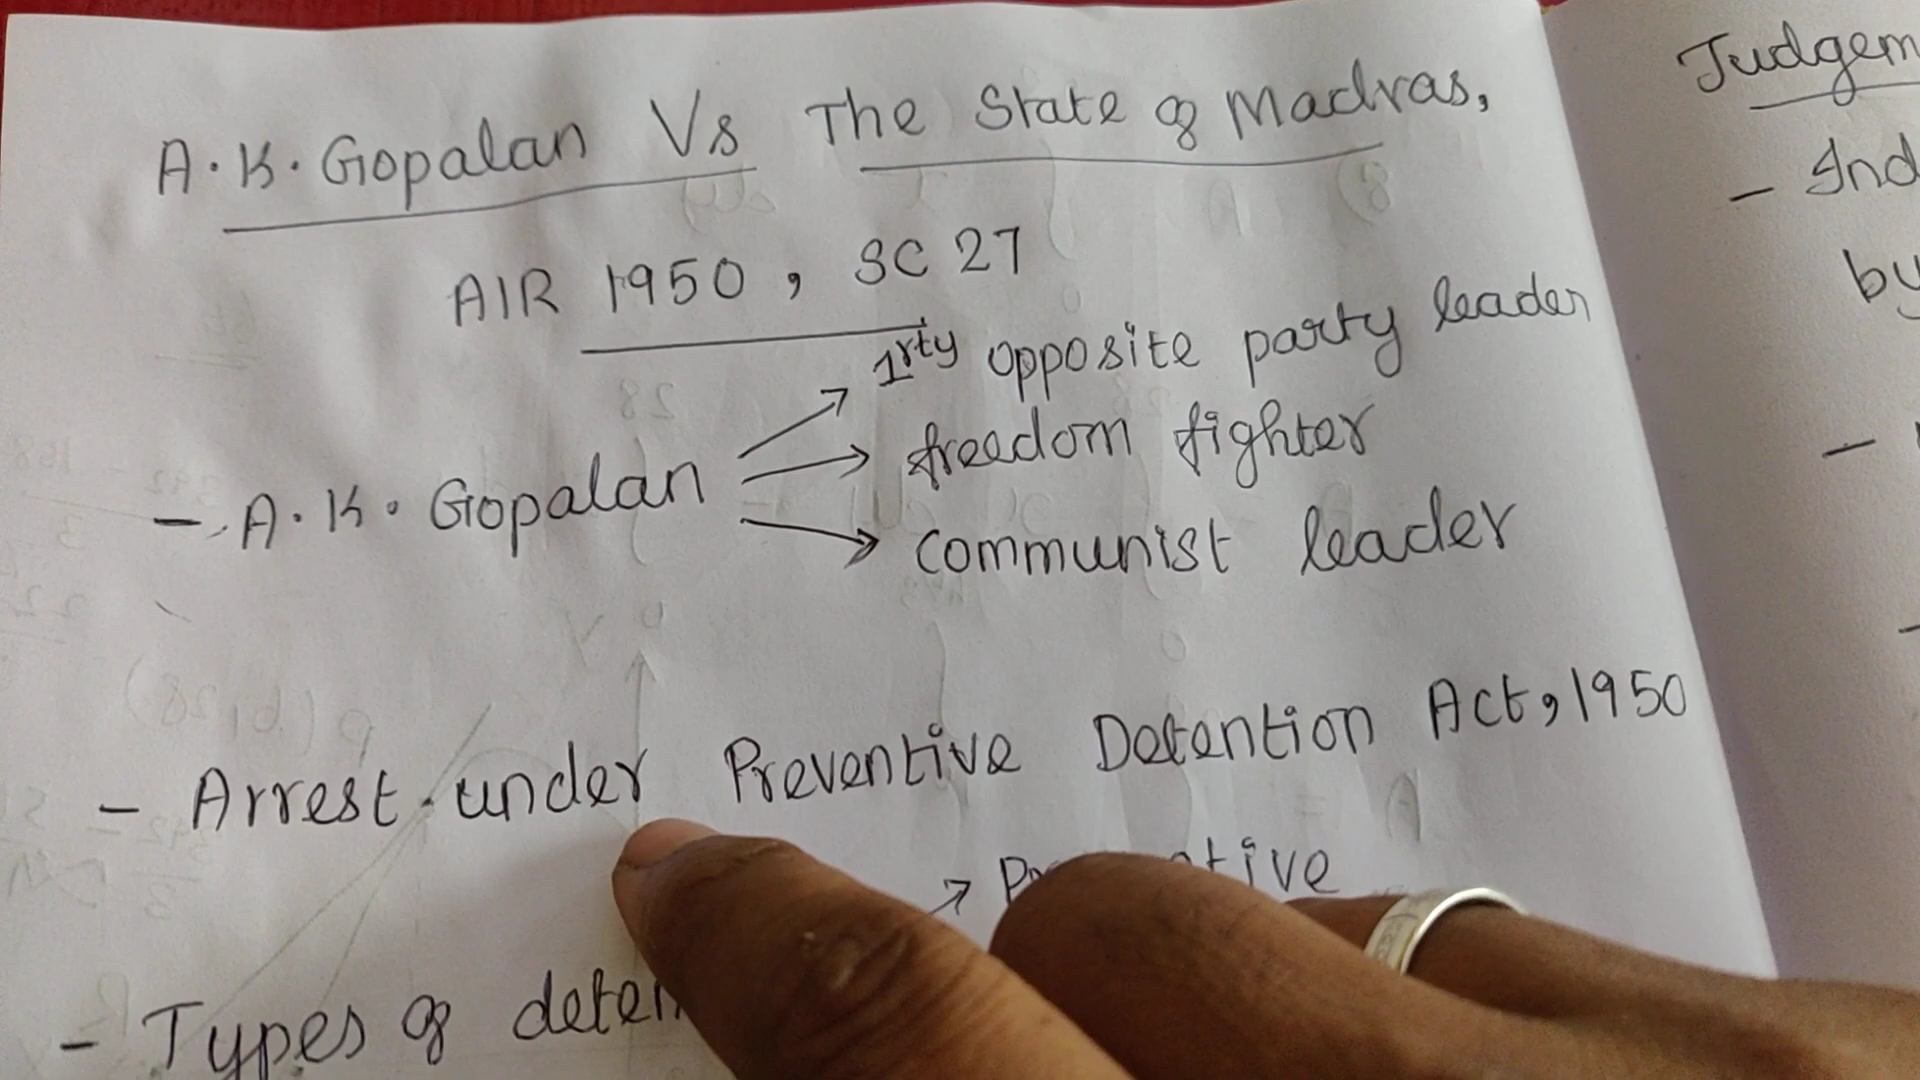 A.K.Gopalan Vs The State of Madras,
AIR 1950, SC 27
1rty opposite party leader
- A.K. Gopalan → freedom fighter
communist leader
- Arrest under Preventive Detention Act, 1950
- Types of
Judgem
- Ind
by